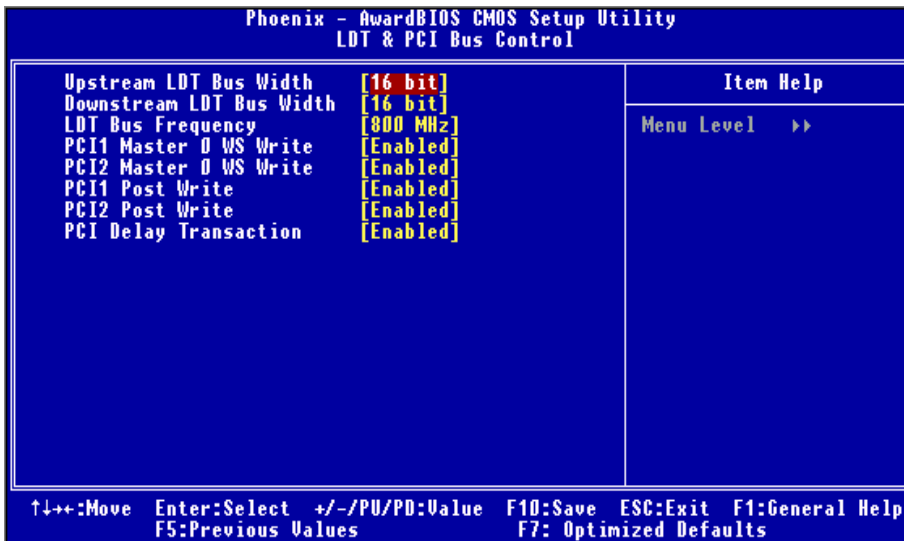 Phoenix - AwardBIOS CMOS Setup Utility
LDT & PCI Bus Control
Upstream LDT Bus Width [16 bit]
Downstream LDT Bus Width [16 bit]
LDT Bus Frequency [800 MHz]
PCI1 Master 0 WS Write [Enabled]
PCI2 Master 0 WS Write [Enabled]
PCI1 Post Write [Enabled]
PCI2 Post Write [Enabled]
PCI Delay Transaction [Enabled]
Item Help
Menu Level ▸▸
↑↓→←:Move Enter:Select +/-/PU/PD:Value F10:Save ESC:Exit F1:General Help
F5:Previous Values F7: Optimized Defaults